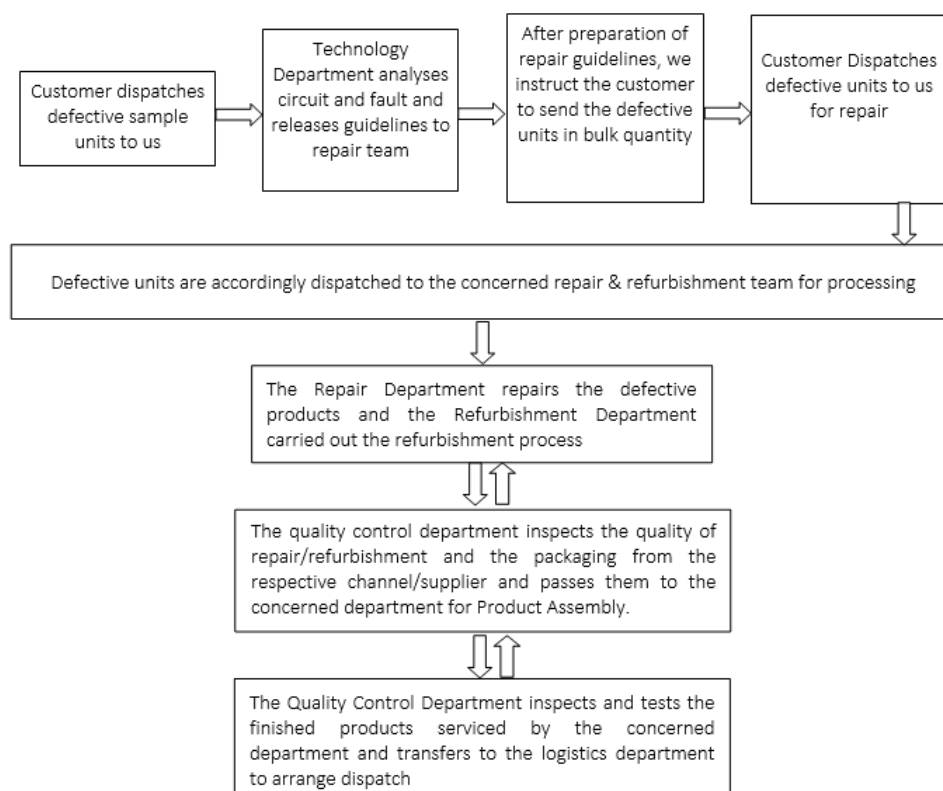 Customer dispatches
defective sample
units to us
Technology
Department analyses
circuit and fault and
releases guidelines to
repair team
After preparation of
repair guidelines, we
instruct the customer
to send the defective
units in bulk quantity
Customer Dispatches
defective units to us
for repair
Defective units are accordingly dispatched to the concerned repair & refurbishment team for processing
The Repair Department repairs the defective
products and the Refurbishment Department
carried out the refurbishment process
The quality control department inspects the quality of
repair/refurbishment and the packaging from the
respective channel/supplier and passes them to the
concerned department for Product Assembly.
The Quality Control Department inspects and tests the
finished products serviced by the concerned
department and transfers to the logistics department
to arrange dispatch